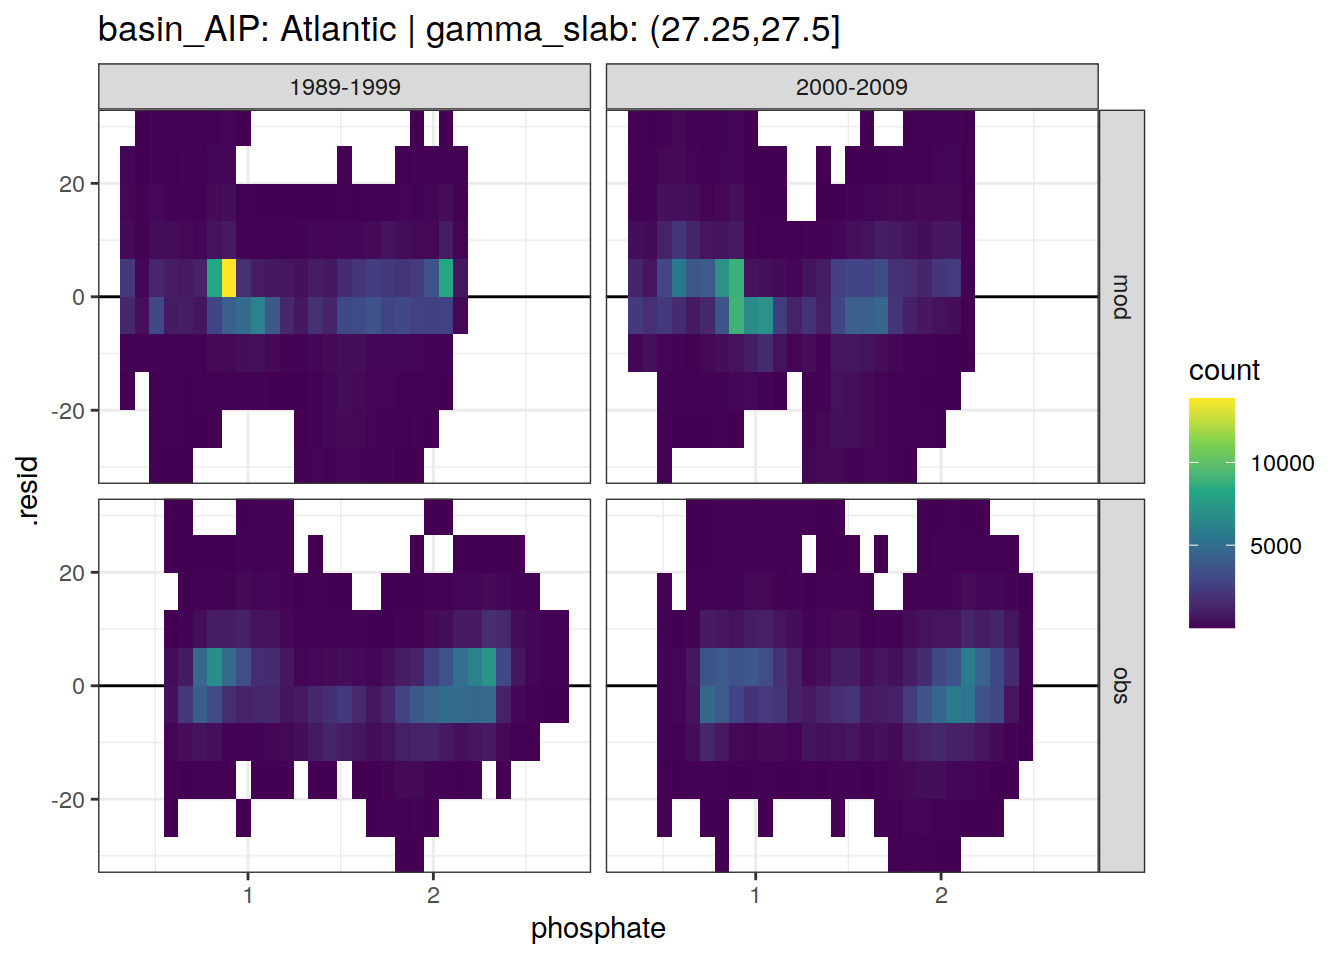 basin_AIP: Atlantic | gamma_slab: (27.25,27.5]
1989-1999
2000-2009
20
0
-20
mod
20
0
-20
obs
.resid
1
2
1
2
phosphate
count
10000
5000